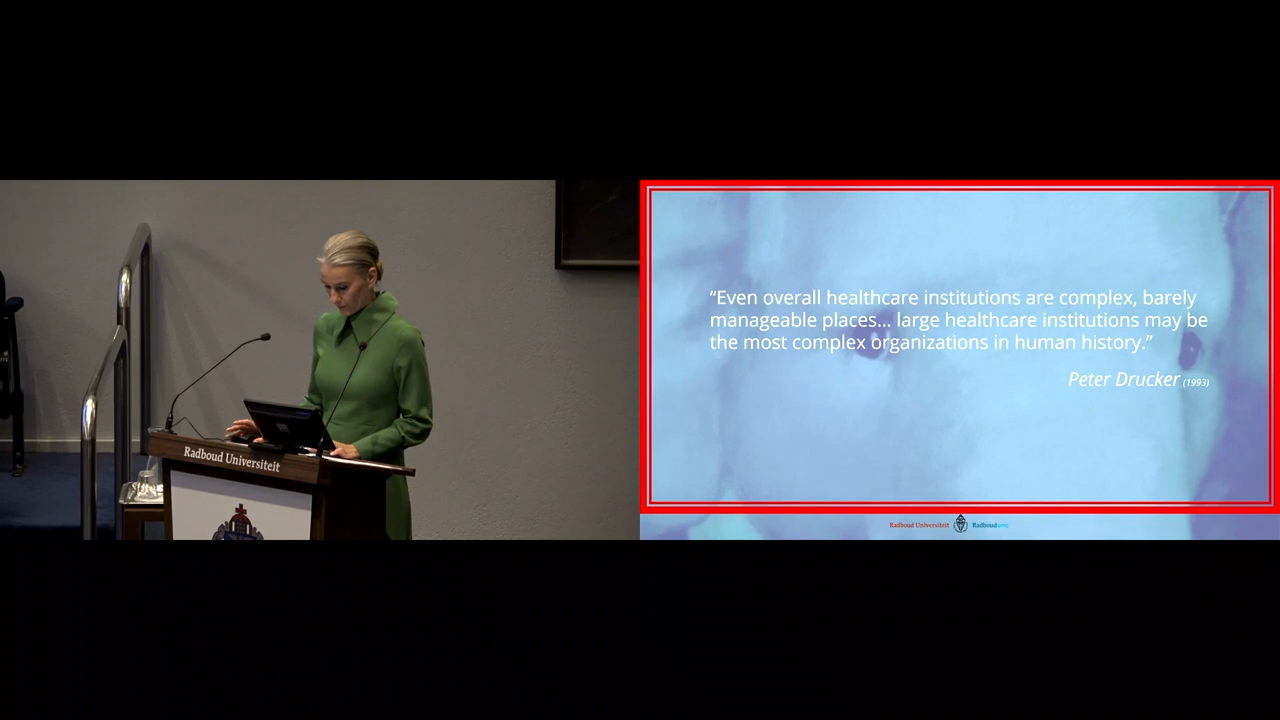 Radboud Universiteit
“Even overall healthcare institutions are complex, barely
manageable places... large healthcare institutions may be
the most complex organizations in human history.”
Peter Drucker (1993)
Radboud Universiteit Radboudumc